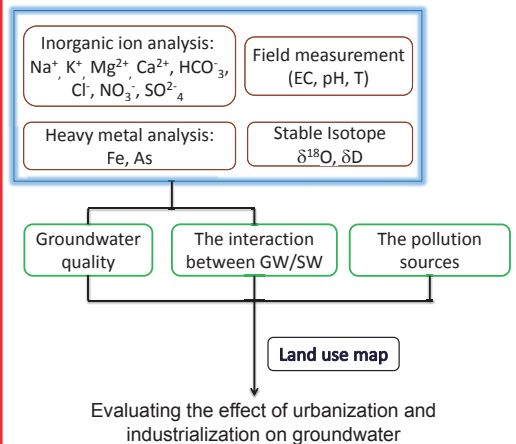 Inorganic ion analysis:
Na⁺, K⁺, Mg²⁺, Ca²⁺, HCO⁻₃,
Cl⁻, NO₃⁻, SO²⁻₄
Field measurement
(EC, pH, T)
Heavy metal analysis:
Fe, As
Stable Isotope
δ¹⁸O, δD
Groundwater
quality
The interaction
between GW/SW
The pollution
sources
Land use map
Evaluating the effect of urbanization and
industrialization on groundwater